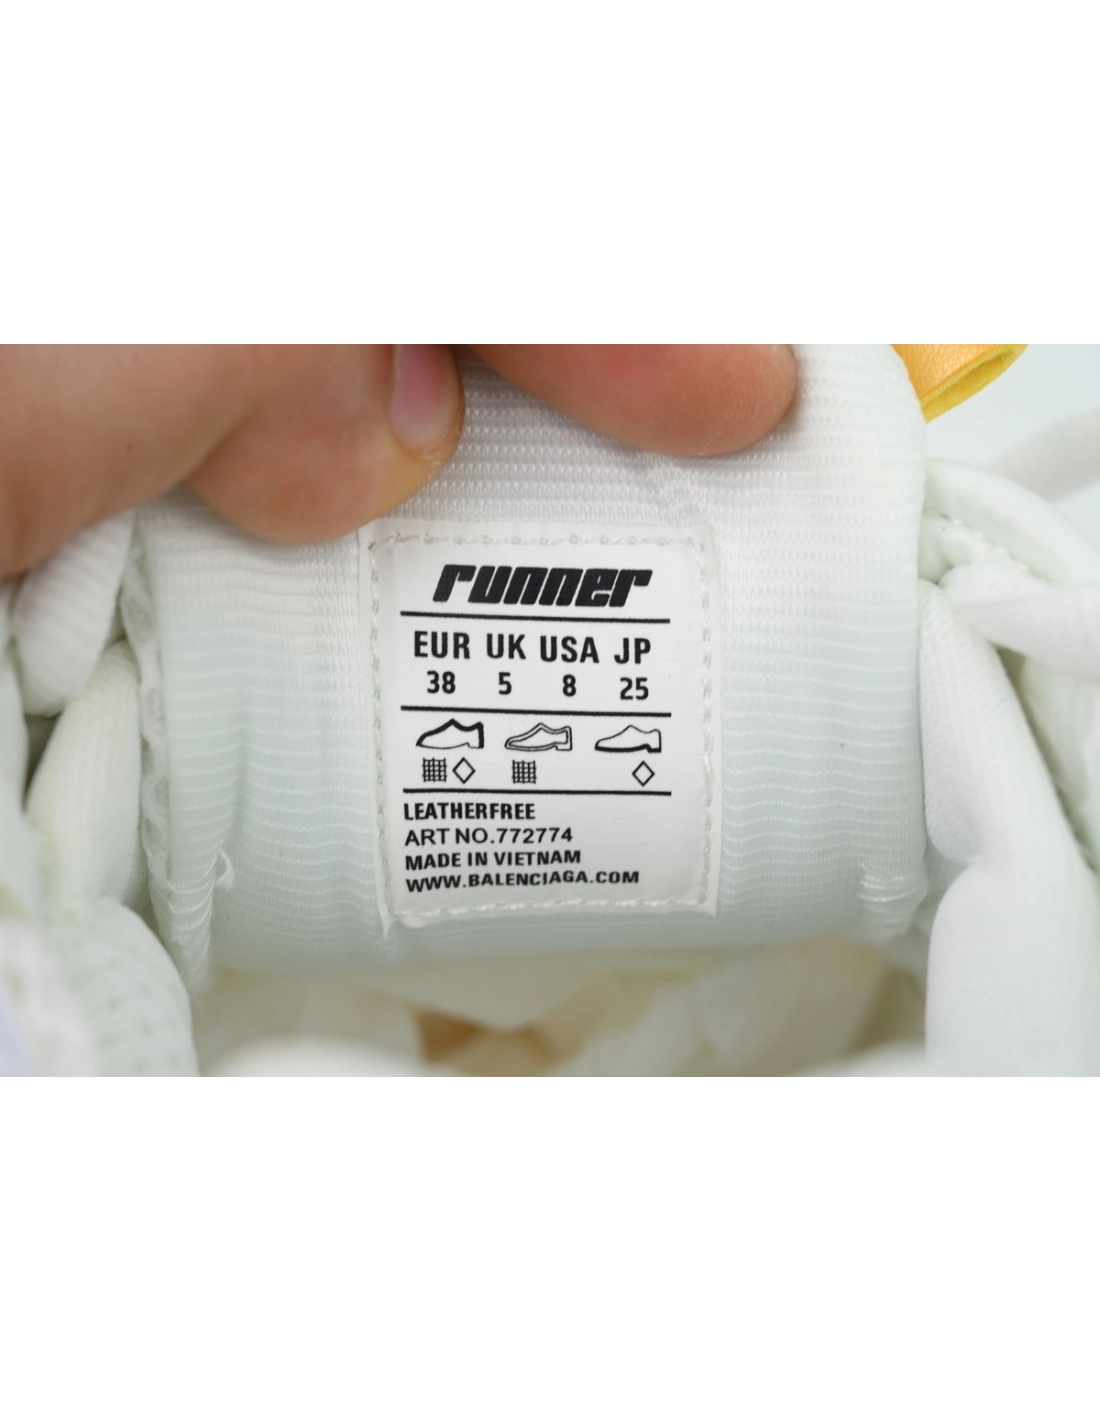 runner
EUR UK USA JP
38 5 8 25
LEATHERFREE
ART NO.772774
MADE IN VIETNAM
WWW.BALENCIAGA.COM